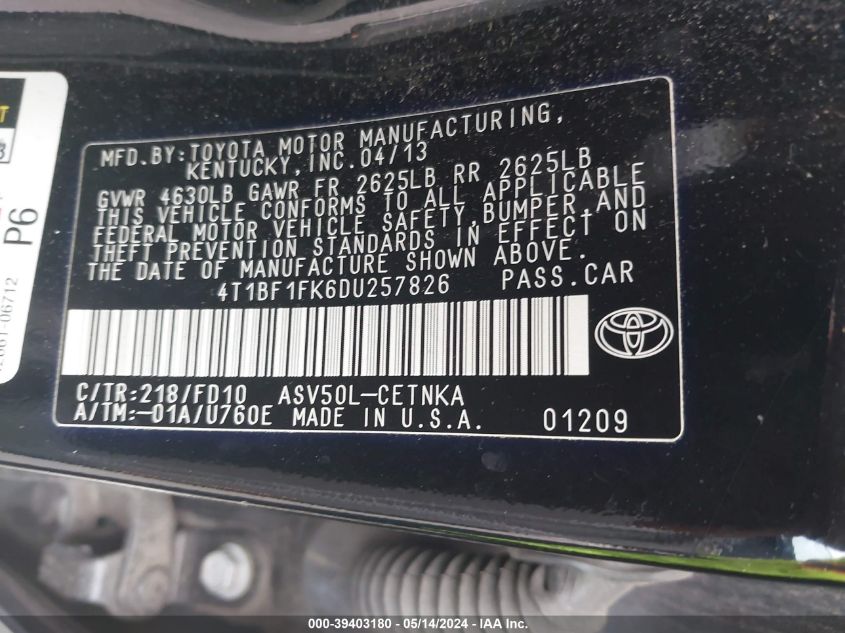 MFD.BY:TOYOTA MOTOR MANUFACTURING,
KENTUCKY,INC.04/13
GVWR 4630LB GAWR FR 2625LB RR 2625LB
THIS VEHICLE CONFORMS TO ALL APPLICABLE
FEDERAL MOTOR VEHICLE SAFETY,BUMPER,AND
THEFT PREVENTION STANDARDS IN EFFECT ON
THE DATE OF MANUFACTURE SHOWN ABOVE.
4T1BF1FK6DU257826 PASS.CAR
C/TR:218/FD10 ASV50L-CETNKA
A/TM:-01A/U760E MADE IN U.S.A. 01209
P6
000-39403180 - 05/14/2024 - IAA Inc.